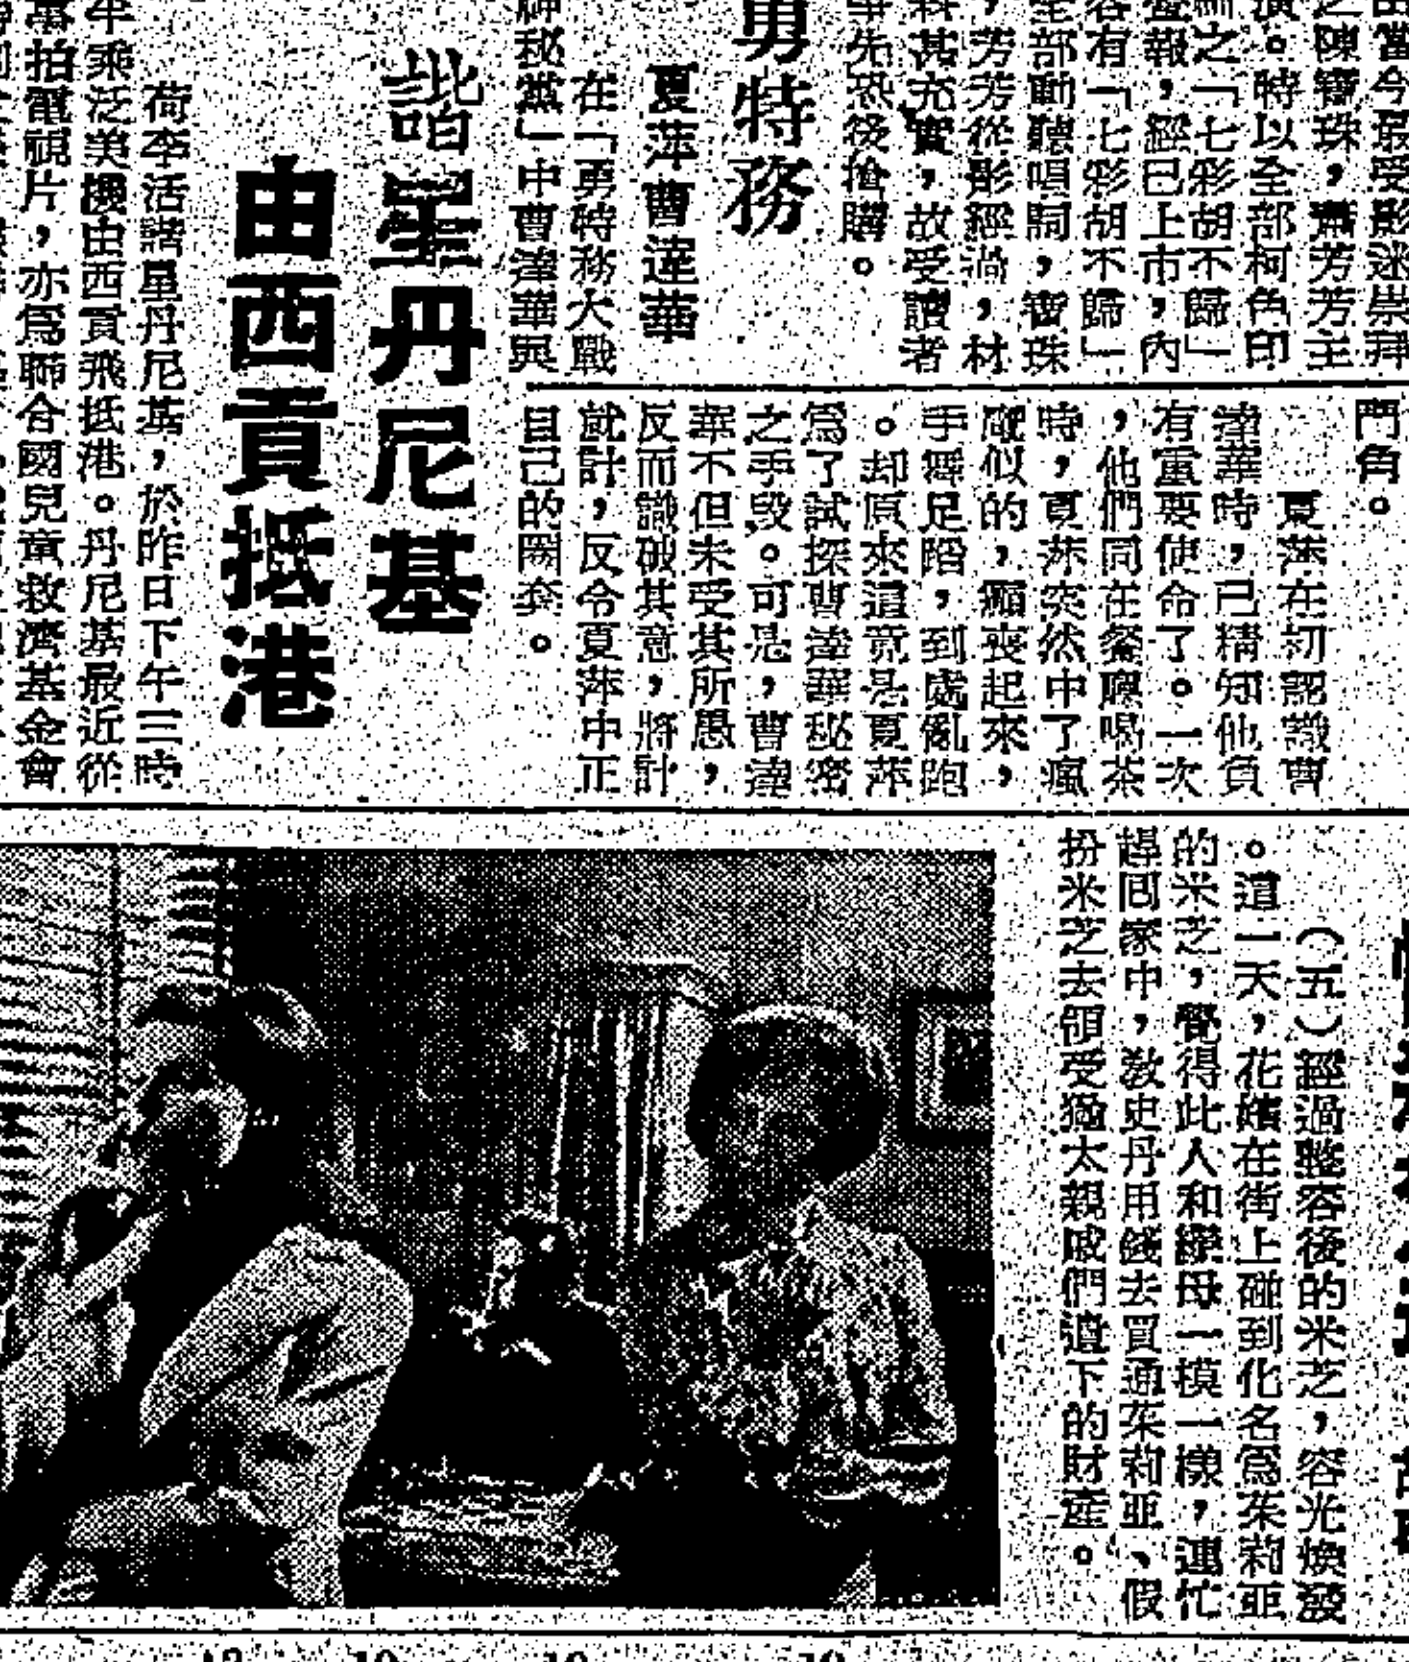 由當今最受影迷崇拜
之陳寶珠，蕭芳芳主
演。特以全部柯色印
之「七彩胡不歸」
畫報，經已上市，內
容有「七彩胡不歸」
全部動聽唱詞，寶珠
，芳芳從影經過，材
料甚充實，故受讀者
爭先恐後搶購。
勇特務
夏萍曹達華
在「勇特務大戰
神秘黨」中曹達華與
鬥角。
夏萍在初認識曹
達華時，已精知他負
有重要使命了。一次
，他們同在餐廳喝茶
時，夏萍突然中了瘋
癲似的，癲喪起來，
手舞足蹈，到處亂跑
。却原來這竟是夏萍
爲了試探曹達華秘密
之手段。可是，曹達
華不但未受其所愚，
反而識破其意，將計
就計，反令夏萍中正
自己的圈套。
諧星丹尼基
由西貢抵港
荷李活諧星丹尼基，於昨日下午三時
半乘泛美機由西貢飛抵港。丹尼基最近從
事拍電視片，亦爲聯合國兒童救濟基金會
（五）經過整容後的米芝，容光煥發
。這一天，花嬪在街上碰到化名爲茱莉亞
的米芝，覺得此人和繼母一模一樣，連忙
趕回家中，教史丹用錢去買通茱莉亞、假
扮米芝去領受猶太親戚們遺下的財產。